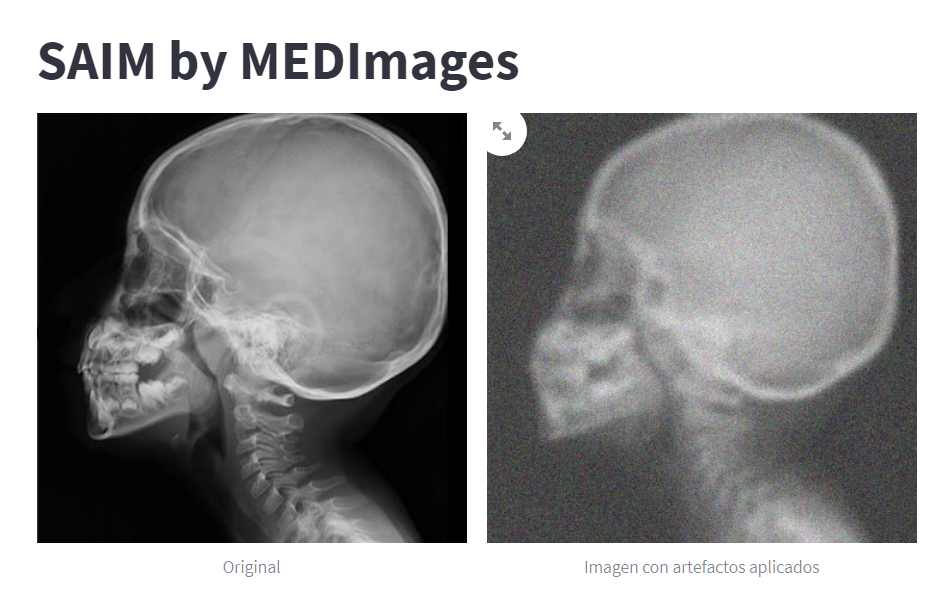 SAIM by MEDImages
Original
Imagen con artefactos aplicados